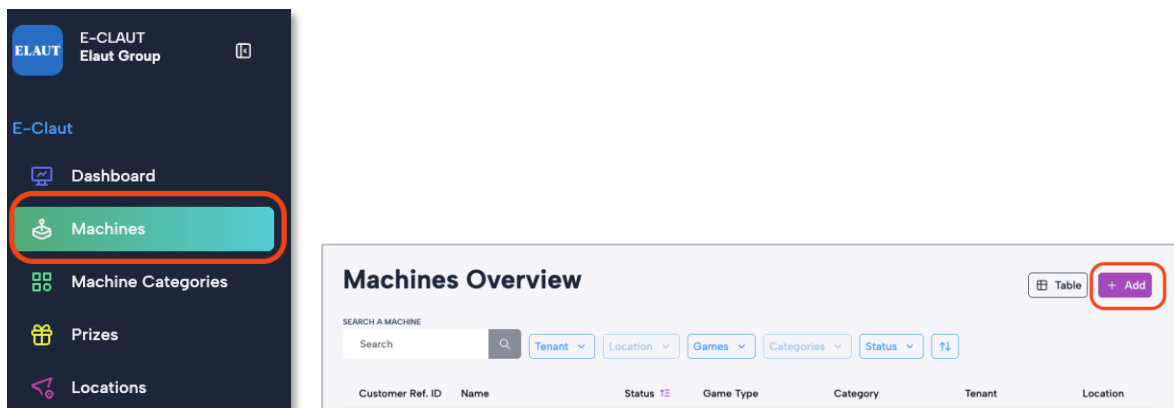 ELAUT
E-CLAUT
Elaut Group
E-Claut
Dashboard
Machines
Machine Categories
Prizes
Locations
Machines Overview
Table
+ Add
SEARCH A MACHINE
Search
Tenant
Location
Games
Categories
Status
Customer Ref. ID Name Status Game Type Category Tenant Location